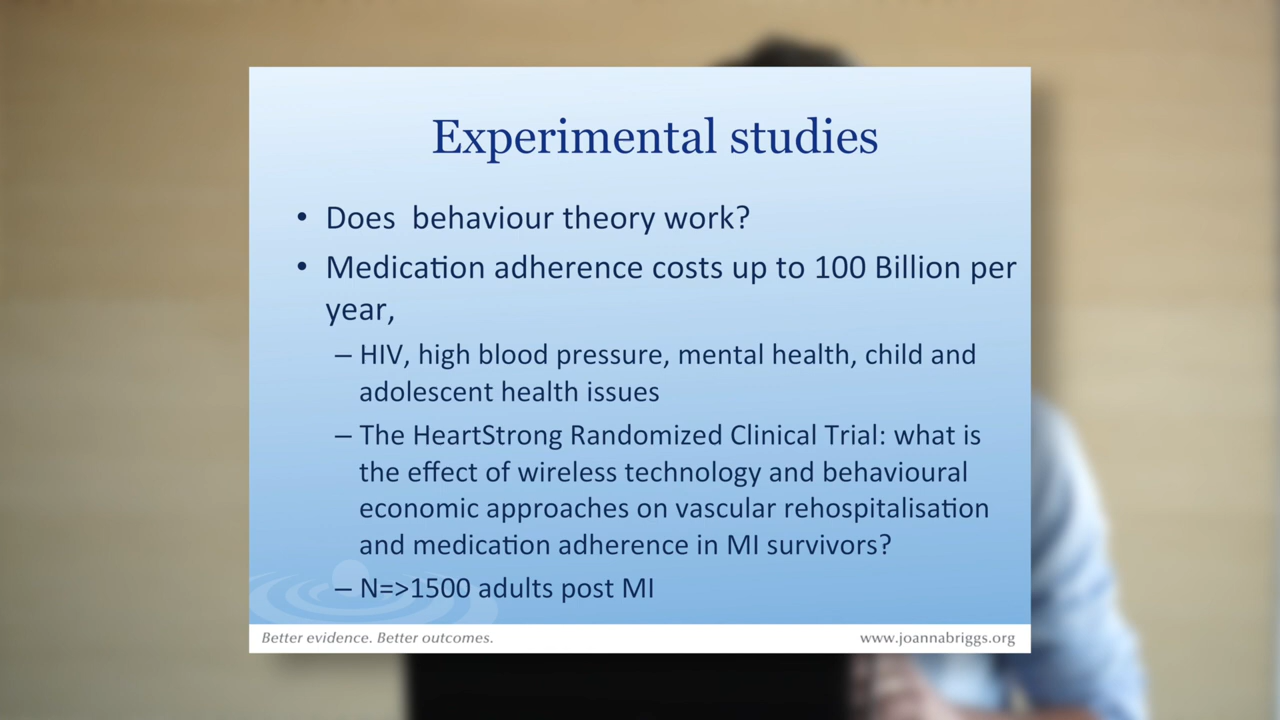 Experimental studies
• Does  behaviour theory work?
• Medication adherence costs up to 100 Billion per
year,
– HIV, high blood pressure, mental health, child and
adolescent health issues
– The HeartStrong Randomized Clinical Trial: what is
the effect of wireless technology and behavioural
economic approaches on vascular rehospitalisation
and medication adherence in MI survivors?
– N=>1500 adults post MI
Better evidence. Better outcomes.
www.joannabriggs.org